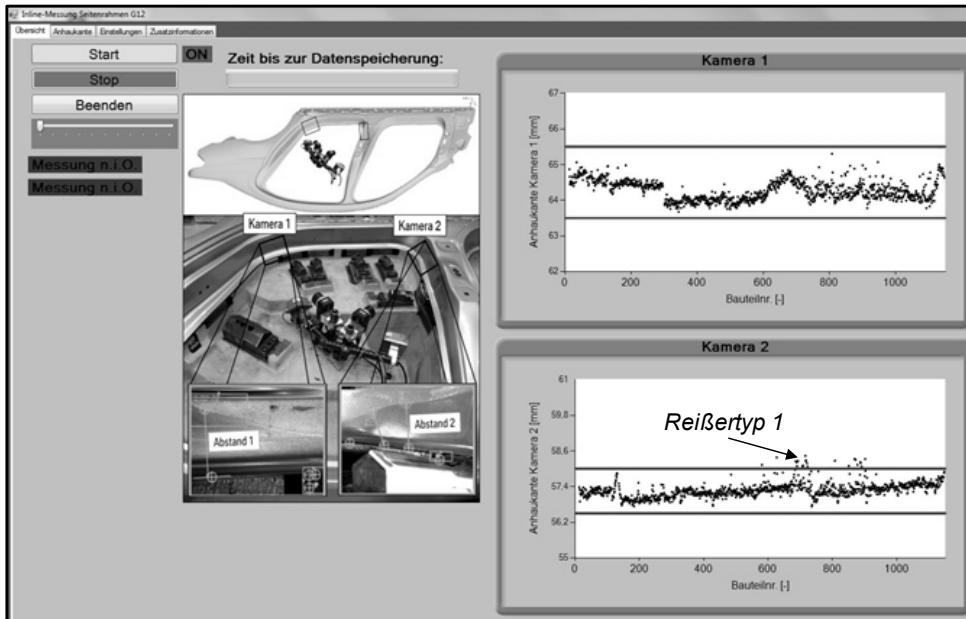 Inline-Messung Seitenrahmen G12
Übersicht Anhaukante Einstellungen Zusatzinformationen
Start
ON
Stop
Beenden
Messung n.i.O.
Messung n.i.O.
Zeit bis zur Datenspeicherung:
Kamera 1
Kamera 2
Abstand 1
Abstand 2
Kamera 1
Anhaukante Kamera 1 [mm]
67
66
65
64
63
62
0 200 400 600 800 1000
Bauteilnr. [-]
Kamera 2
Anhaukante Kamera 2 [mm]
61
59,8
58,6
57,4
56,2
55
Reißertyp 1
0 200 400 600 800 1000
Bauteilnr. [-]